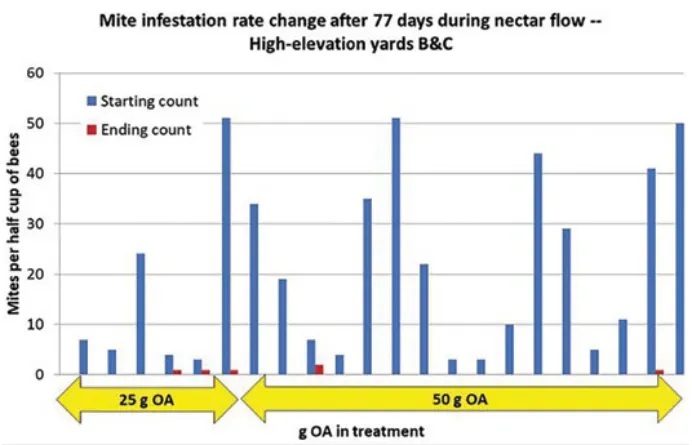 Mite infestation rate change after 77 days during nectar flow --
High-elevation yards B&C
60
50
40
30
20
10
0
Mites per half cup of bees
Starting count
Ending count
25 g OA
50 g OA
g OA in treatment